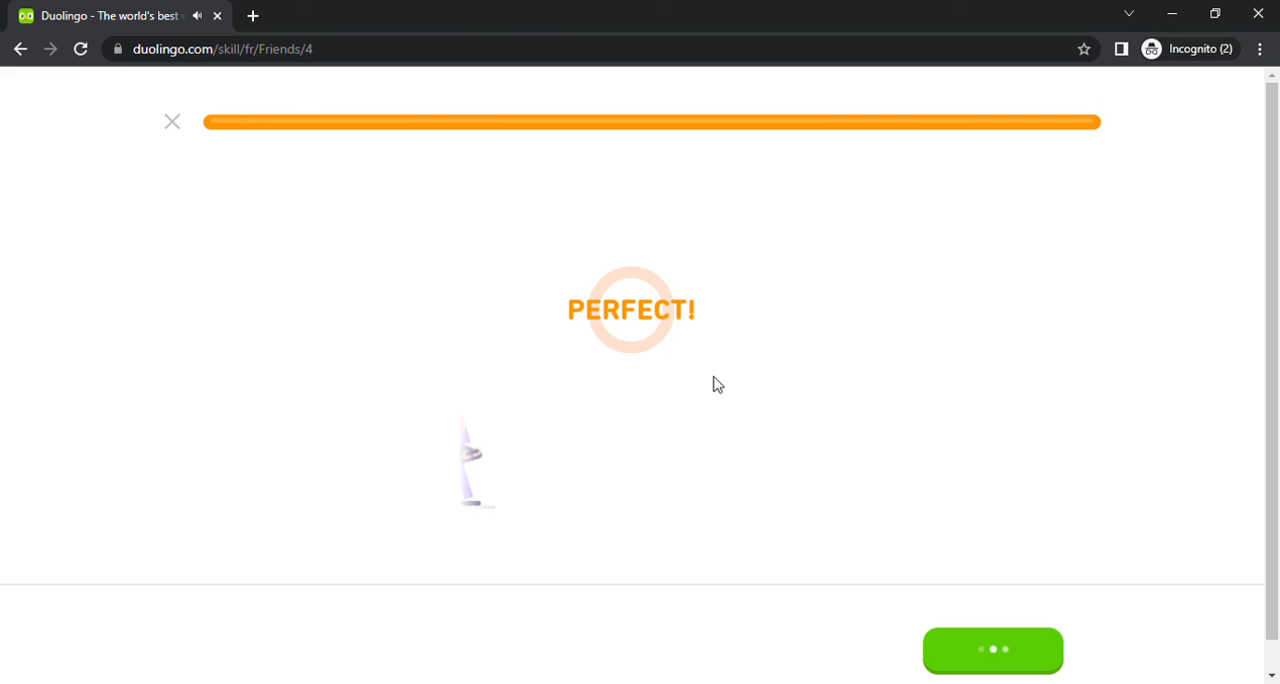 Duolingo - The world's best
duolingo.com/skill/fr/Friends/4
Incognito (2)
PERFECT!